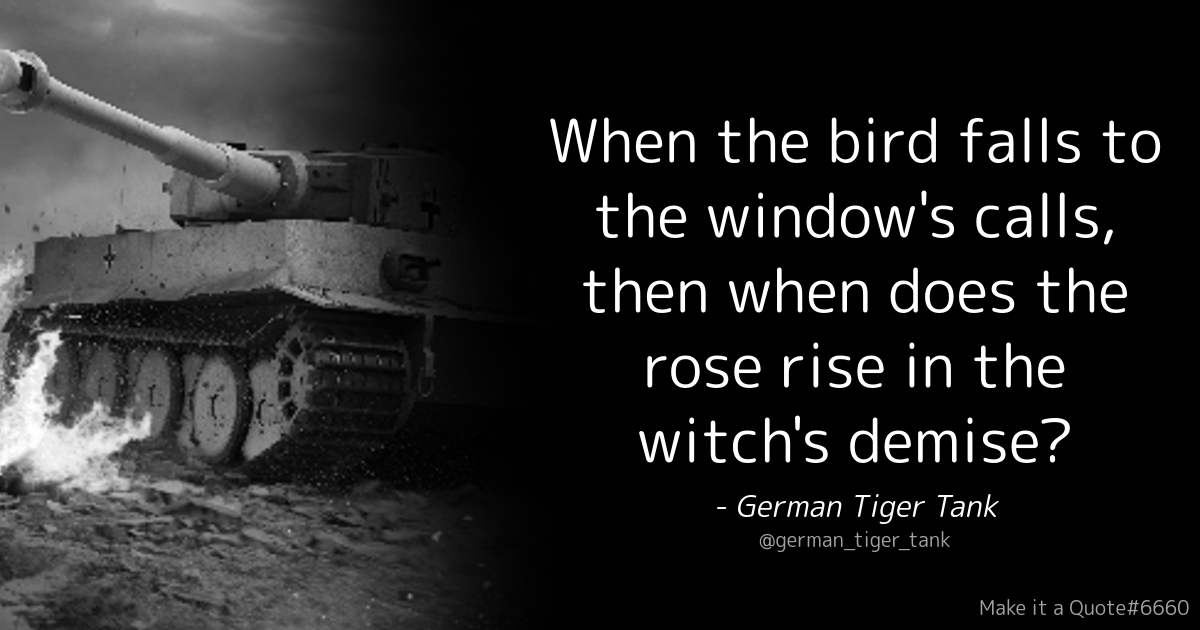 When the bird falls to
the window's calls,
then when does the
rose rise in the
witch's demise?
- German Tiger Tank
@german_tiger_tank
Make it a Quote#6660